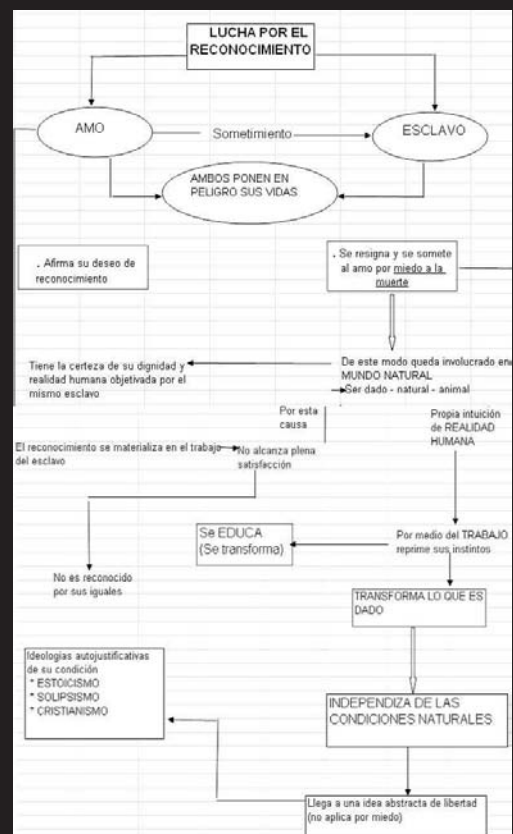 LUCHA POR EL
RECONOCIMIENTO
AMO
Sometimiento
ESCLAVO
AMBOS PONEN EN
PELIGRO SUS VIDAS
. Afirma su deseo de
reconocimiento
. Se resigna y se somete
al amo por miedo a la
muerte
Tiene la certeza de su dignidad y
realidad humana objetivada por el
mismo esclavo
De este modo queda involucrado en
MUNDO NATURAL
Ser dado - natural - animal
Por esta
causa
Propia intuición
de REALIDAD
HUMANA
El reconocimiento se materializa en el trabajo
del esclavo
No alcanza plena
satisfacción
Se EDUCA
(Se transforma)
Por medio del TRABAJO
reprime sus instintos
No es reconocido
por sus iguales
TRANSFORMA LO QUE ES
DADO
Ideologías autojustificativas
de su condición
* ESTOICISMO
* SOLIPSISMO
* CRISTIANISMO
INDEPENDIZA DE LAS
CONDICIONES NATURALES
Llega a una idea abstracta de libertad
(no aplica por miedo)